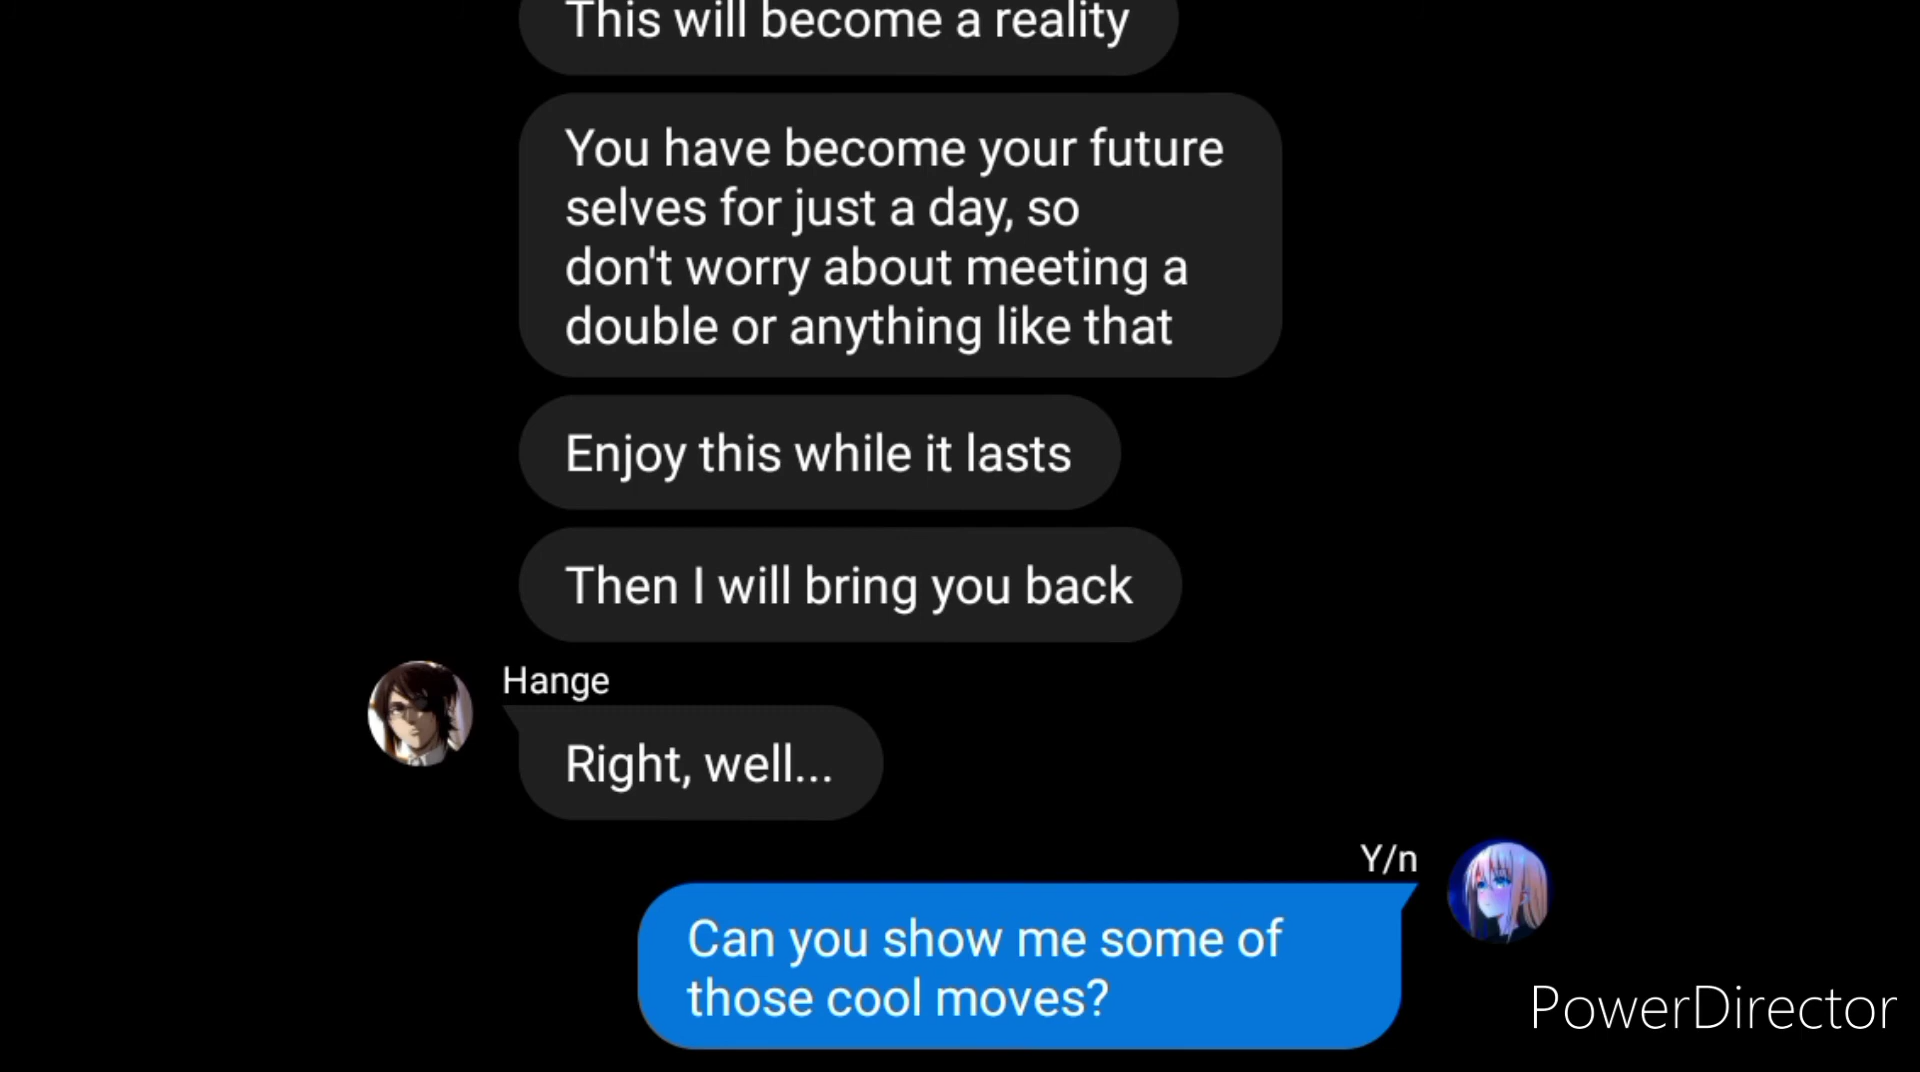 This will become a reality
You have become your future
selves for just a day, so
don't worry about meeting a
double or anything like that
Enjoy this while it lasts
Then I will bring you back
Hange
Right, well...
Y/n
Can you show me some of
those cool moves?
PowerDirector